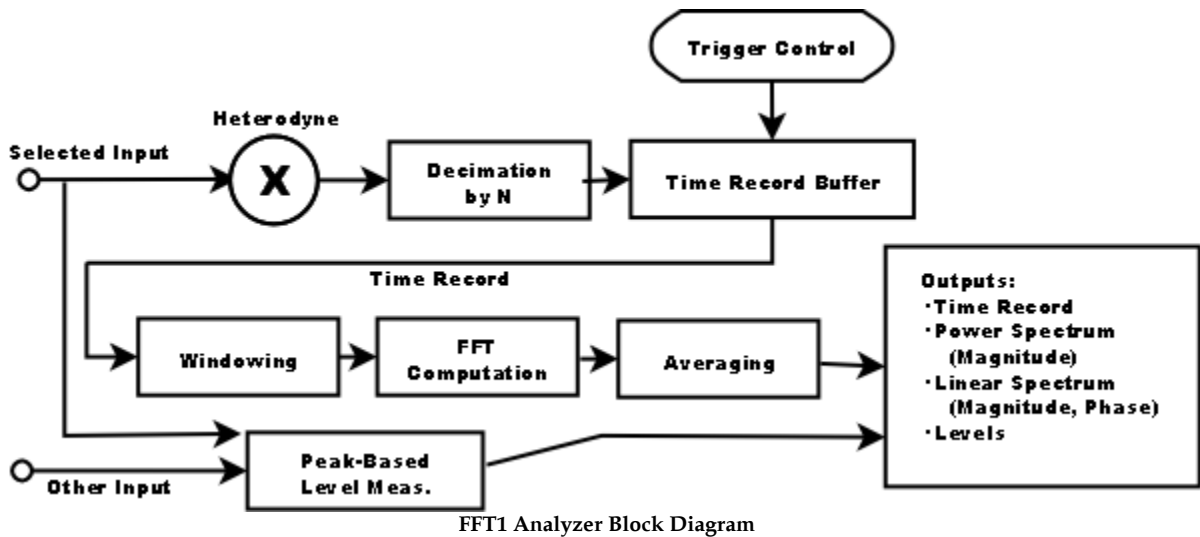 Trigger Control
Heterodyne
Selected Input
X
Decimation
by N
Time Record Buffer
Time Record
Windowing
FFT
Computation
Averaging
Outputs:
·Time Record
·Power Spectrum
(Magnitude)
·Linear Spectrum
(Magnitude, Phase)
·Levels
Peak-Based
Level Meas.
Other Input
FFT1 Analyzer Block Diagram